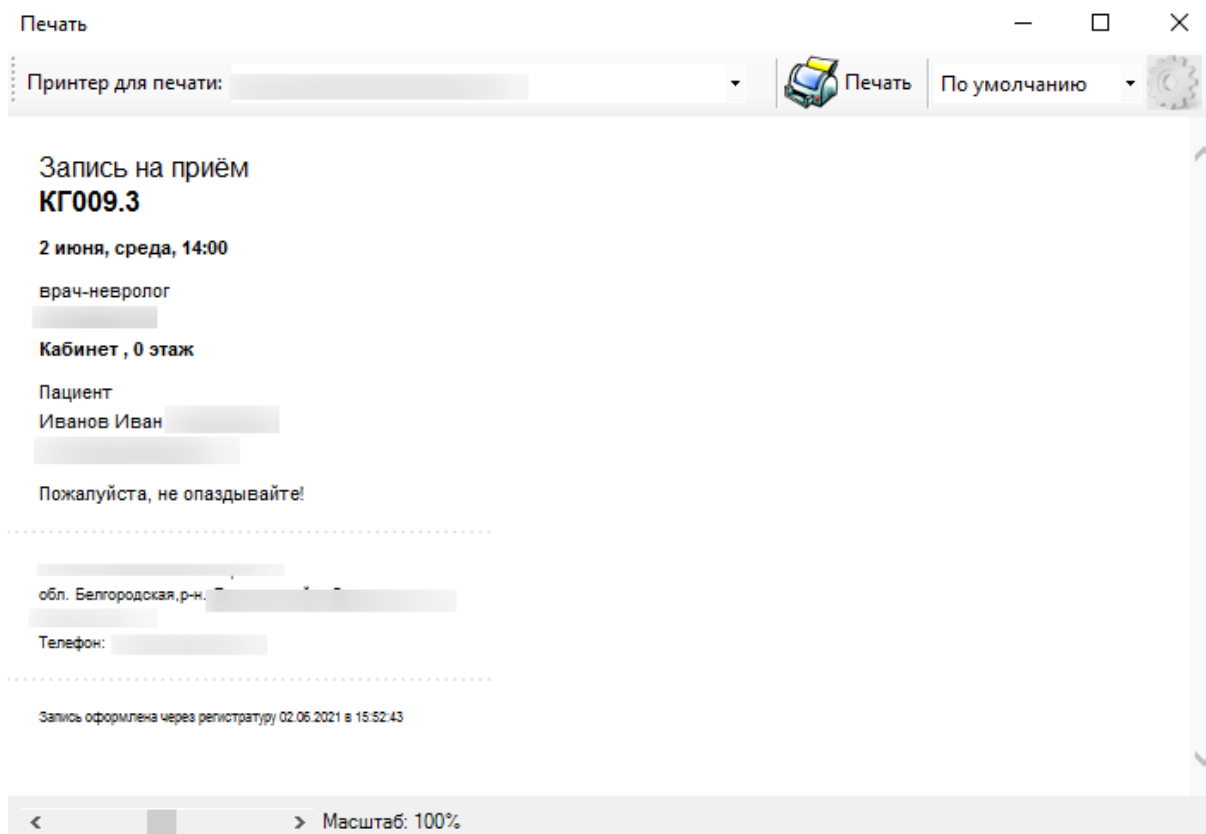 Печать
Принтер для печати:
Печать
По умолчанию
Запись на приём
КГ009.3
2 июня, среда, 14:00
врач-невролог
Кабинет , 0 этаж
Пациент
Иванов Иван
Пожалуйста, не опаздывайте!
обл. Белгородская,р-н.
Телефон:
Запись оформлена через регистратуру 02.06.2021 в 15:52:43
Масштаб: 100%